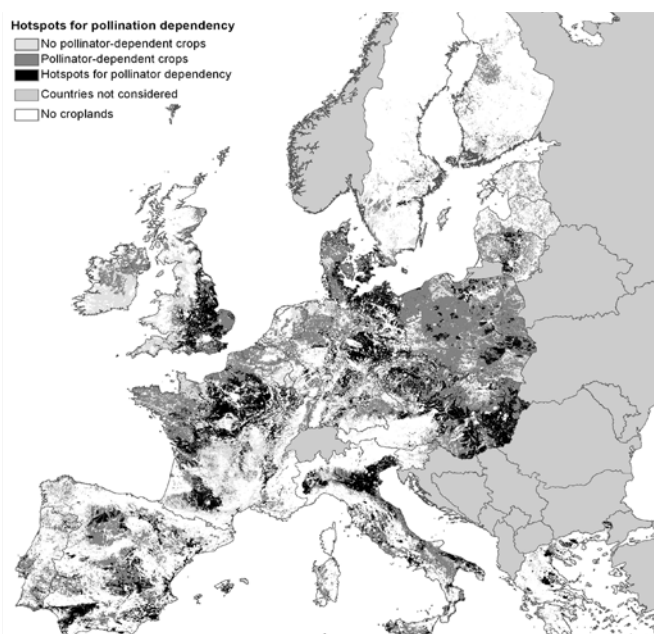 Hotspots for pollination dependency
No pollinator-dependent crops
Pollinator-dependent crops
Hotspots for pollinator dependency
Countries not considered
No croplands